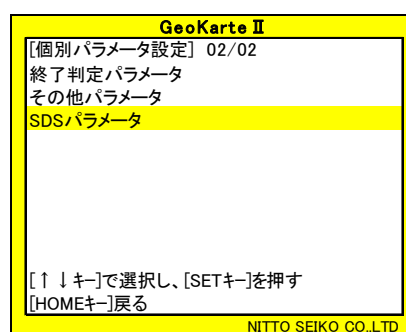 GeoKarte Ⅱ
[個別パラメータ設定] 02/02
終了判定パラメータ
その他パラメータ
SDSパラメータ
[↑↓キー]で選択し、[SETキー]を押す
[HOMEキー]戻る
NITTO SEIKO CO.,LTD